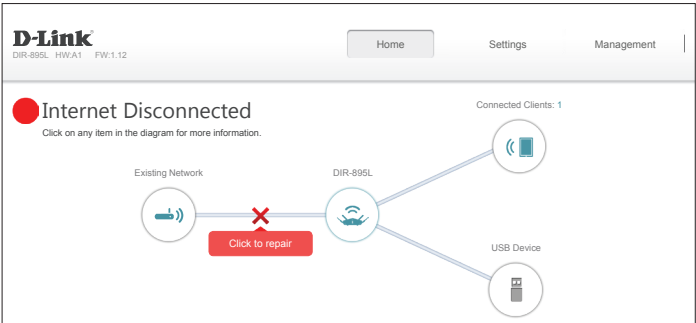 D-Link
DIR-895L HW:A1 FW:1.12
Home
Settings
Management
Internet Disconnected
Click on any item in the diagram for more information.
Connected Clients: 1
Existing Network
DIR-895L
Click to repair
USB Device